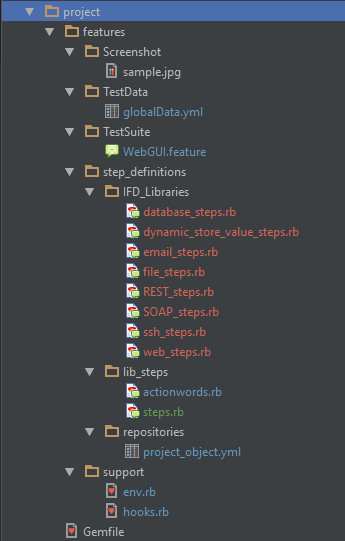 project
features
Screenshot
sample.jpg
TestData
globalData.yml
TestSuite
WebGUI.feature
step_definitions
IFD_Libraries
database_steps.rb
dynamic_store_value_steps.rb
email_steps.rb
file_steps.rb
REST_steps.rb
SOAP_steps.rb
ssh_steps.rb
web_steps.rb
lib_steps
actionwords.rb
steps.rb
repositories
project_object.yml
support
env.rb
hooks.rb
Gemfile